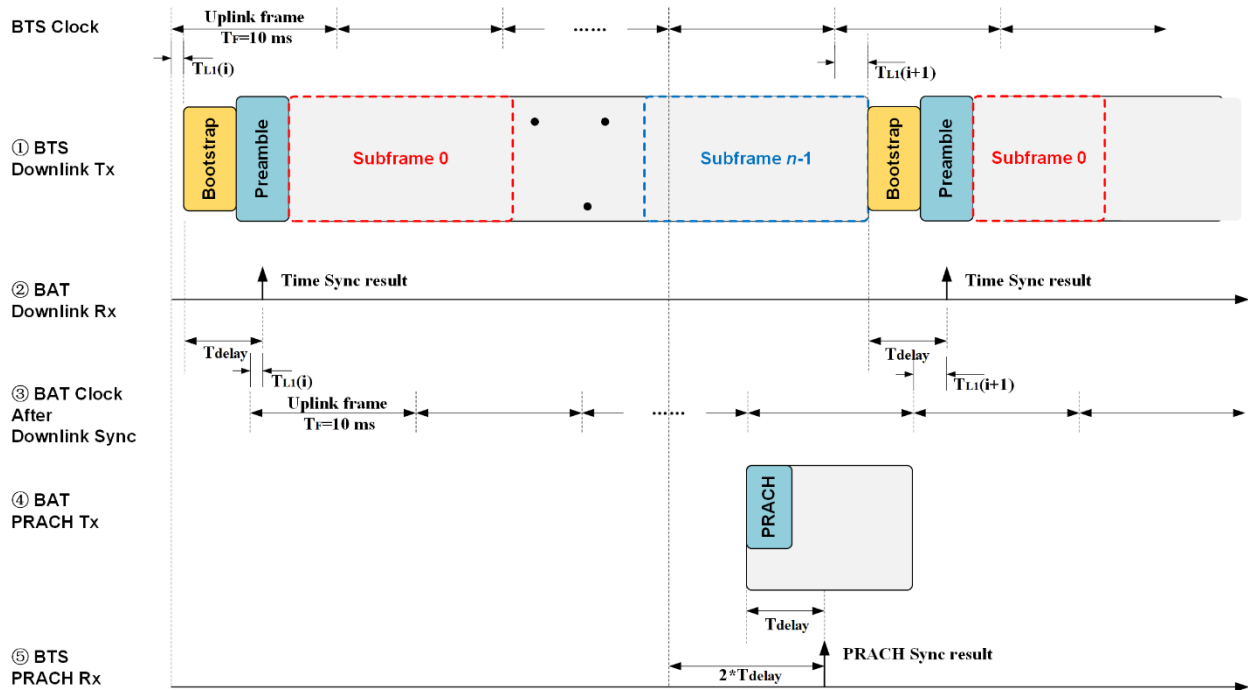 BTS Clock
Uplink frame
TF=10 ms
......
TL1(i)
TL1(i+1)
① BTS
Downlink Tx
Bootstrap
Preamble
Subframe 0
Subframe n-1
Bootstrap
Preamble
Subframe 0
② BAT
Downlink Rx
Time Sync result
Time Sync result
Tdelay
Tdelay
TL1(i)
TL1(i+1)
③ BAT Clock
After
Downlink Sync
Uplink frame
TF=10 ms
......
④ BAT
PRACH Tx
PRACH
Tdelay
⑤ BTS
PRACH Rx
2*Tdelay
PRACH Sync result